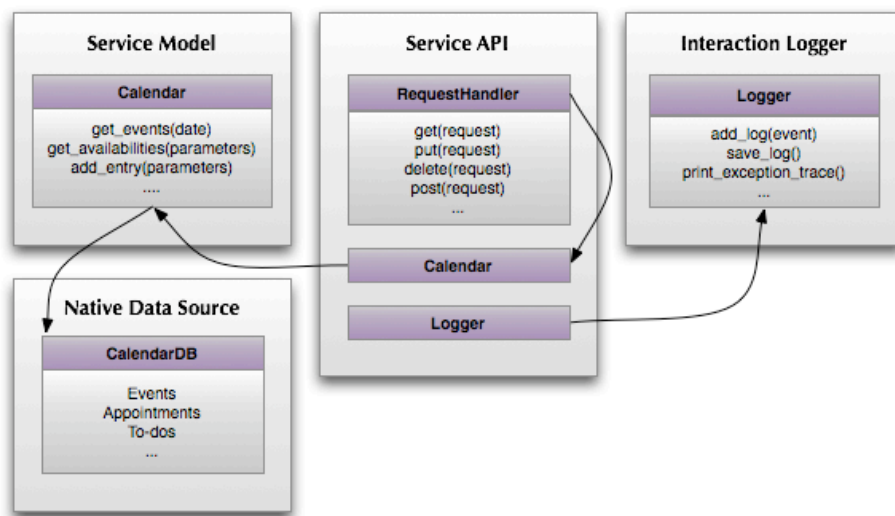 Service Model
Calendar
get_events(date)
get_availabilities(parameters)
add_entry(parameters)
....
Service API
RequestHandler
get(request)
put(request)
delete(request)
post(request)
...
Calendar
Logger
Interaction Logger
Logger
add_log(event)
save_log()
print_exception_trace()
...
Native Data Source
CalendarDB
Events
Appointments
To-dos
...